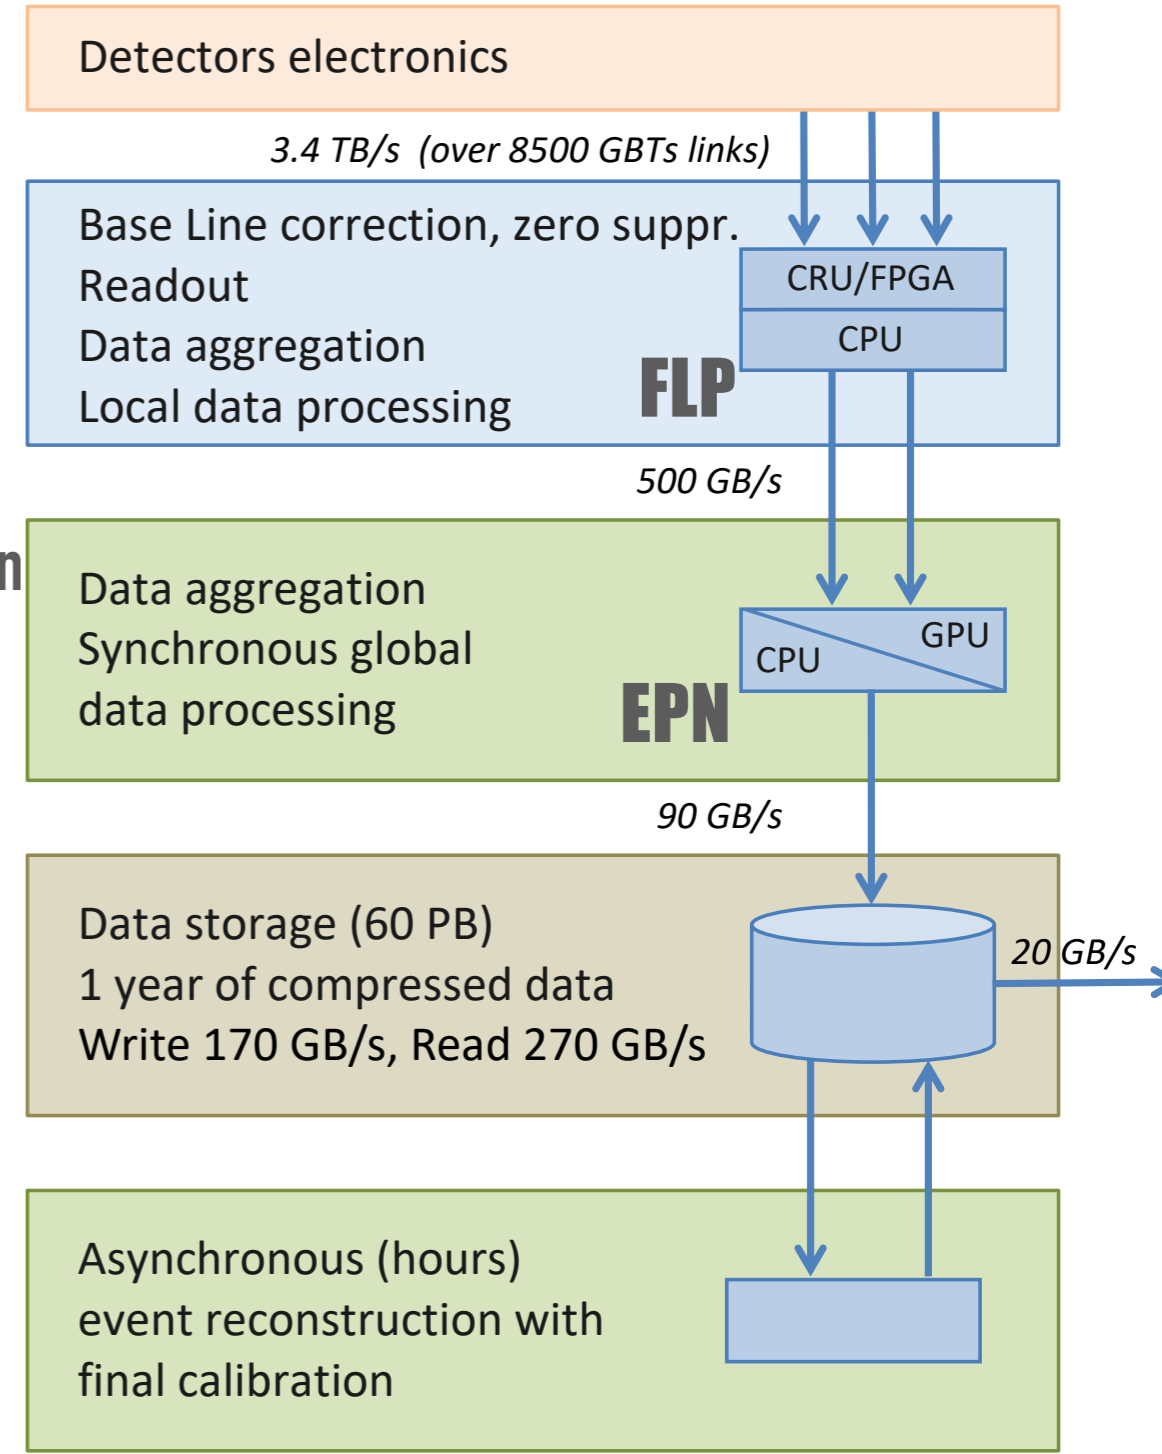 Detectors electronics
3.4 TB/s (over 8500 GBTs links)
Base Line correction, zero suppr.
Readout
Data aggregation
Local data processing
CRU/FPGA
CPU
FLP
500 GB/s
n
Data aggregation
Synchronous global
data processing
GPU
CPU
EPN
90 GB/s
Data storage (60 PB)
1 year of compressed data
Write 170 GB/s, Read 270 GB/s
20 GB/s
Asynchronous (hours)
event reconstruction with
final calibration